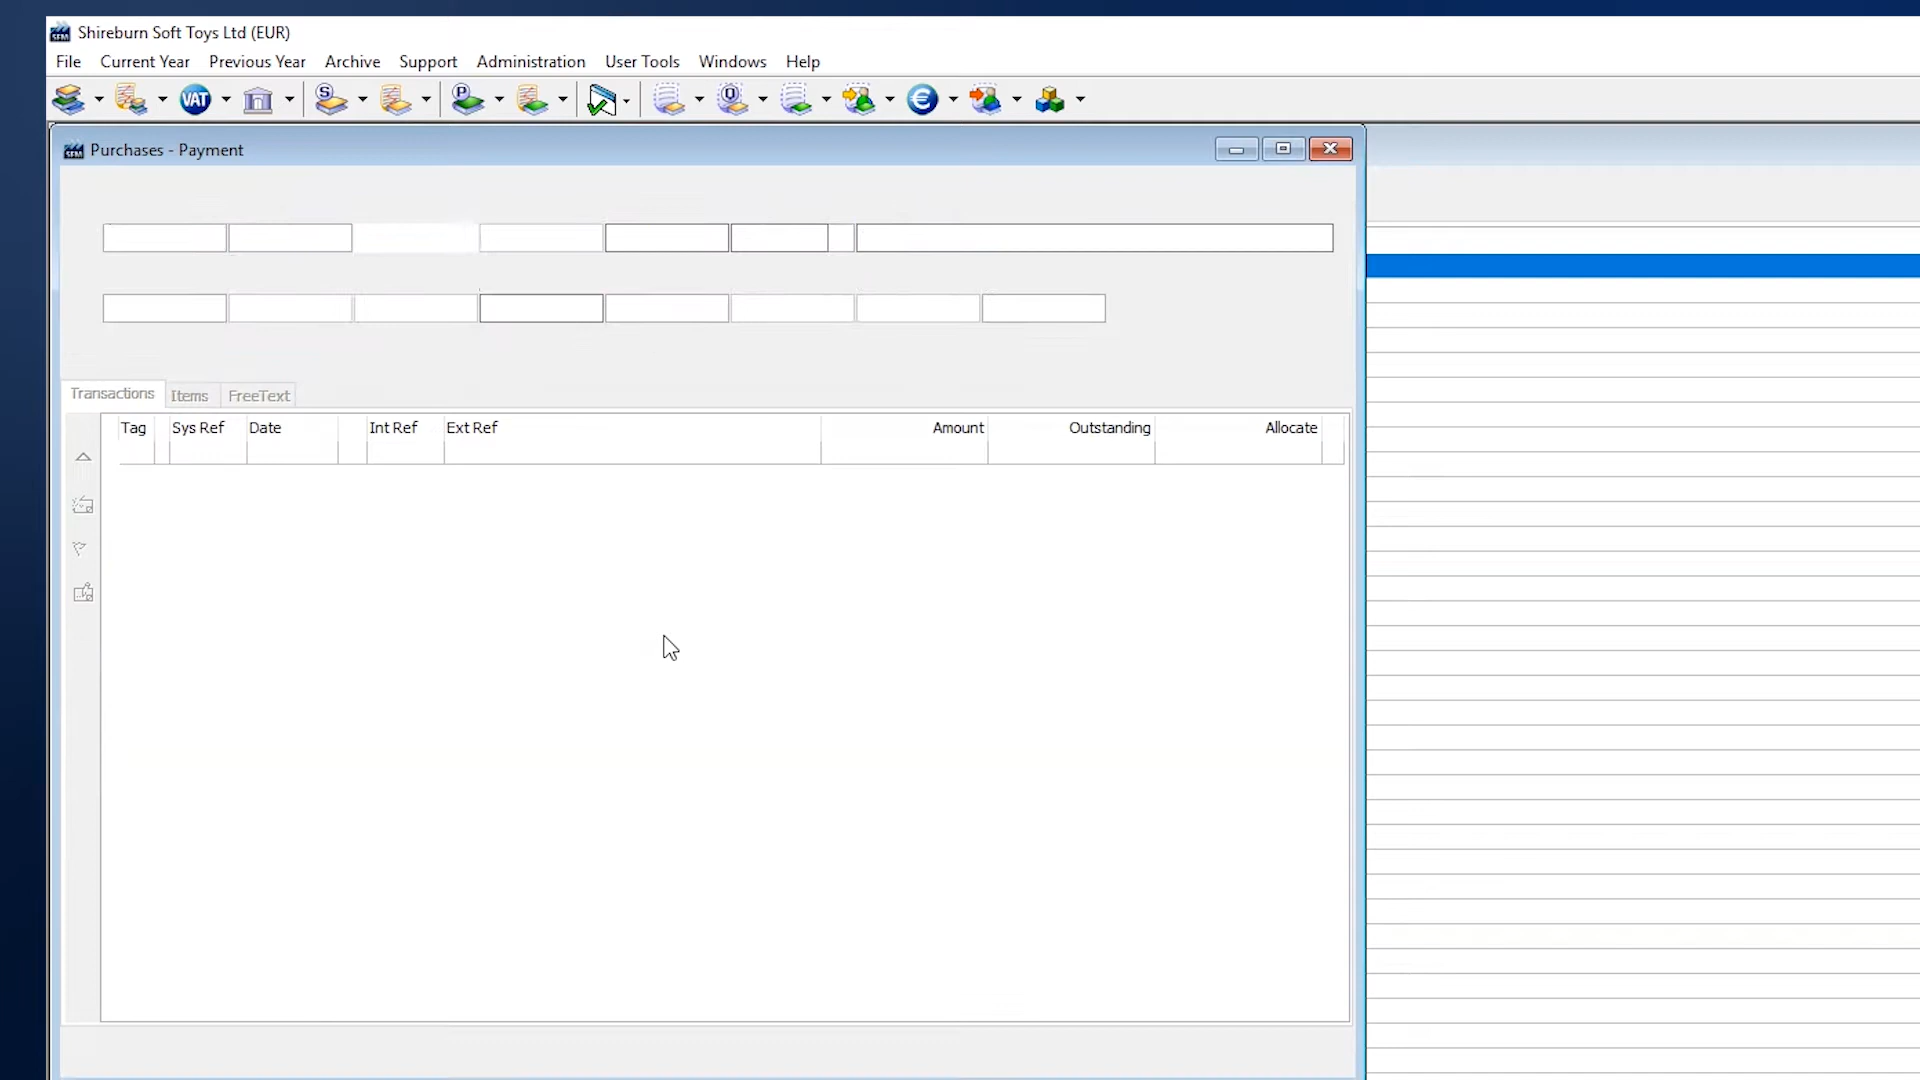 Shireburn Soft Toys Ltd (EUR)
File Current Year Previous Year Archive Support Administration User Tools Windows Help
VAT S P Q €
Purchases - Payment
Transactions Items FreeText
Tag Sys Ref Date Int Ref Ext Ref Amount Outstanding Allocate